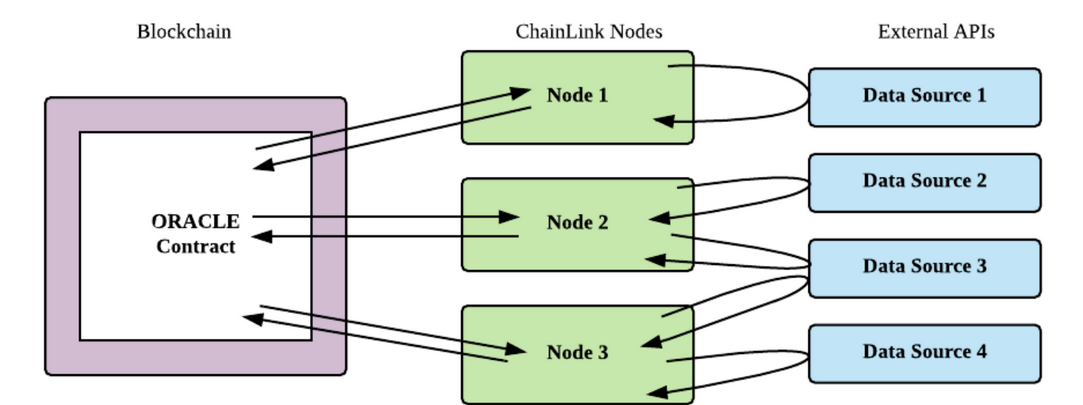 Blockchain
ChainLink Nodes
External APIs
ORACLE
Contract
Node 1
Node 2
Node 3
Data Source 1
Data Source 2
Data Source 3
Data Source 4